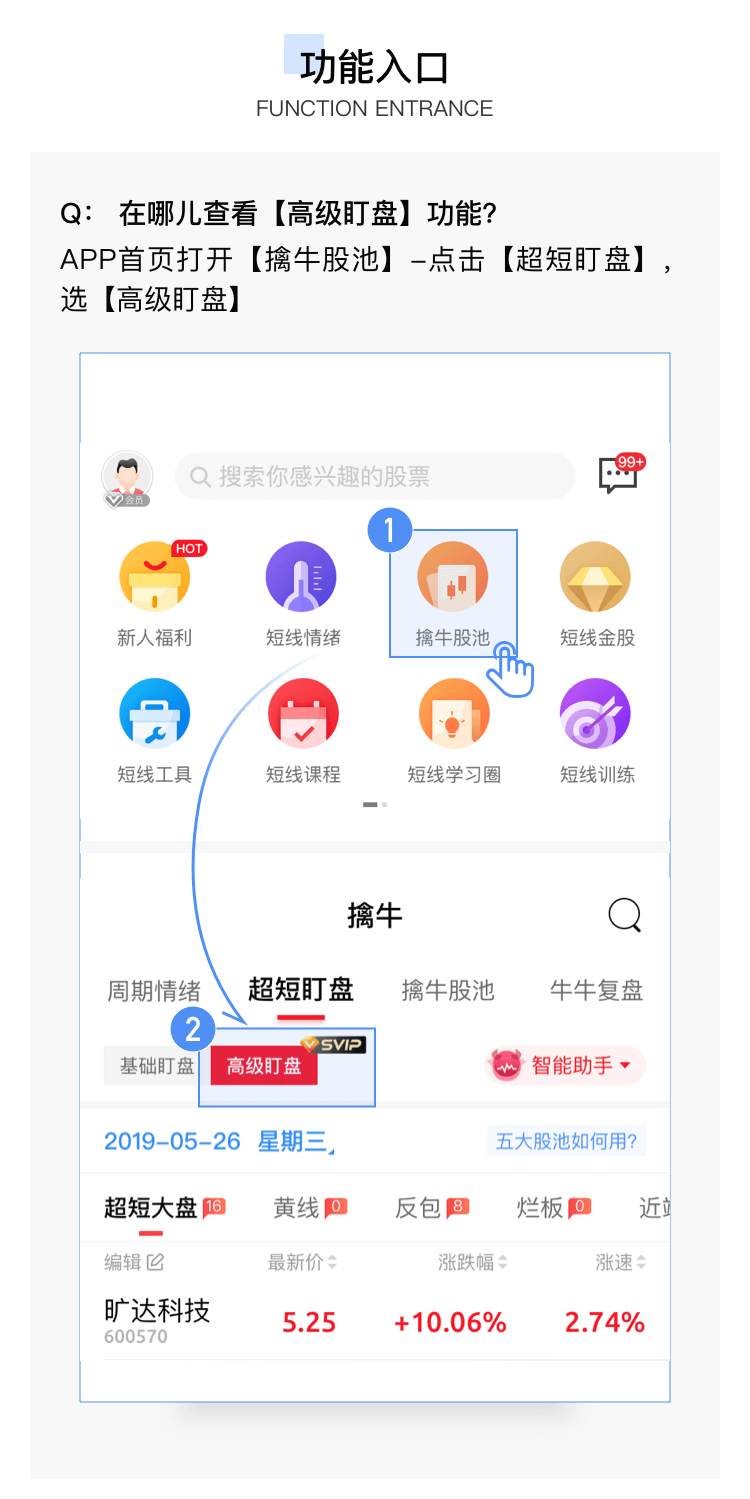 功能入口
FUNCTION ENTRANCE
Q： 在哪儿查看【高级盯盘】功能?
APP首页打开【擒牛股池】-点击【超短盯盘】,
选【高级盯盘】
搜索你感兴趣的股票
99+
会员
1
HOT
新人福利 短线情绪 擒牛股池 短线金股
短线工具 短线课程 短线学习圈 短线训练
擒牛
周期情绪 超短盯盘 擒牛股池 牛牛复盘
2
SVIP
基础盯盘 高级盯盘 智能助手
2019-05-26 星期三 五大股池如何用?
超短大盘 16 黄线 0 反包 8 烂板 0 近
编辑 最新价 涨跌幅 涨速
旷达科技 5.25 +10.06% 2.74%
600570